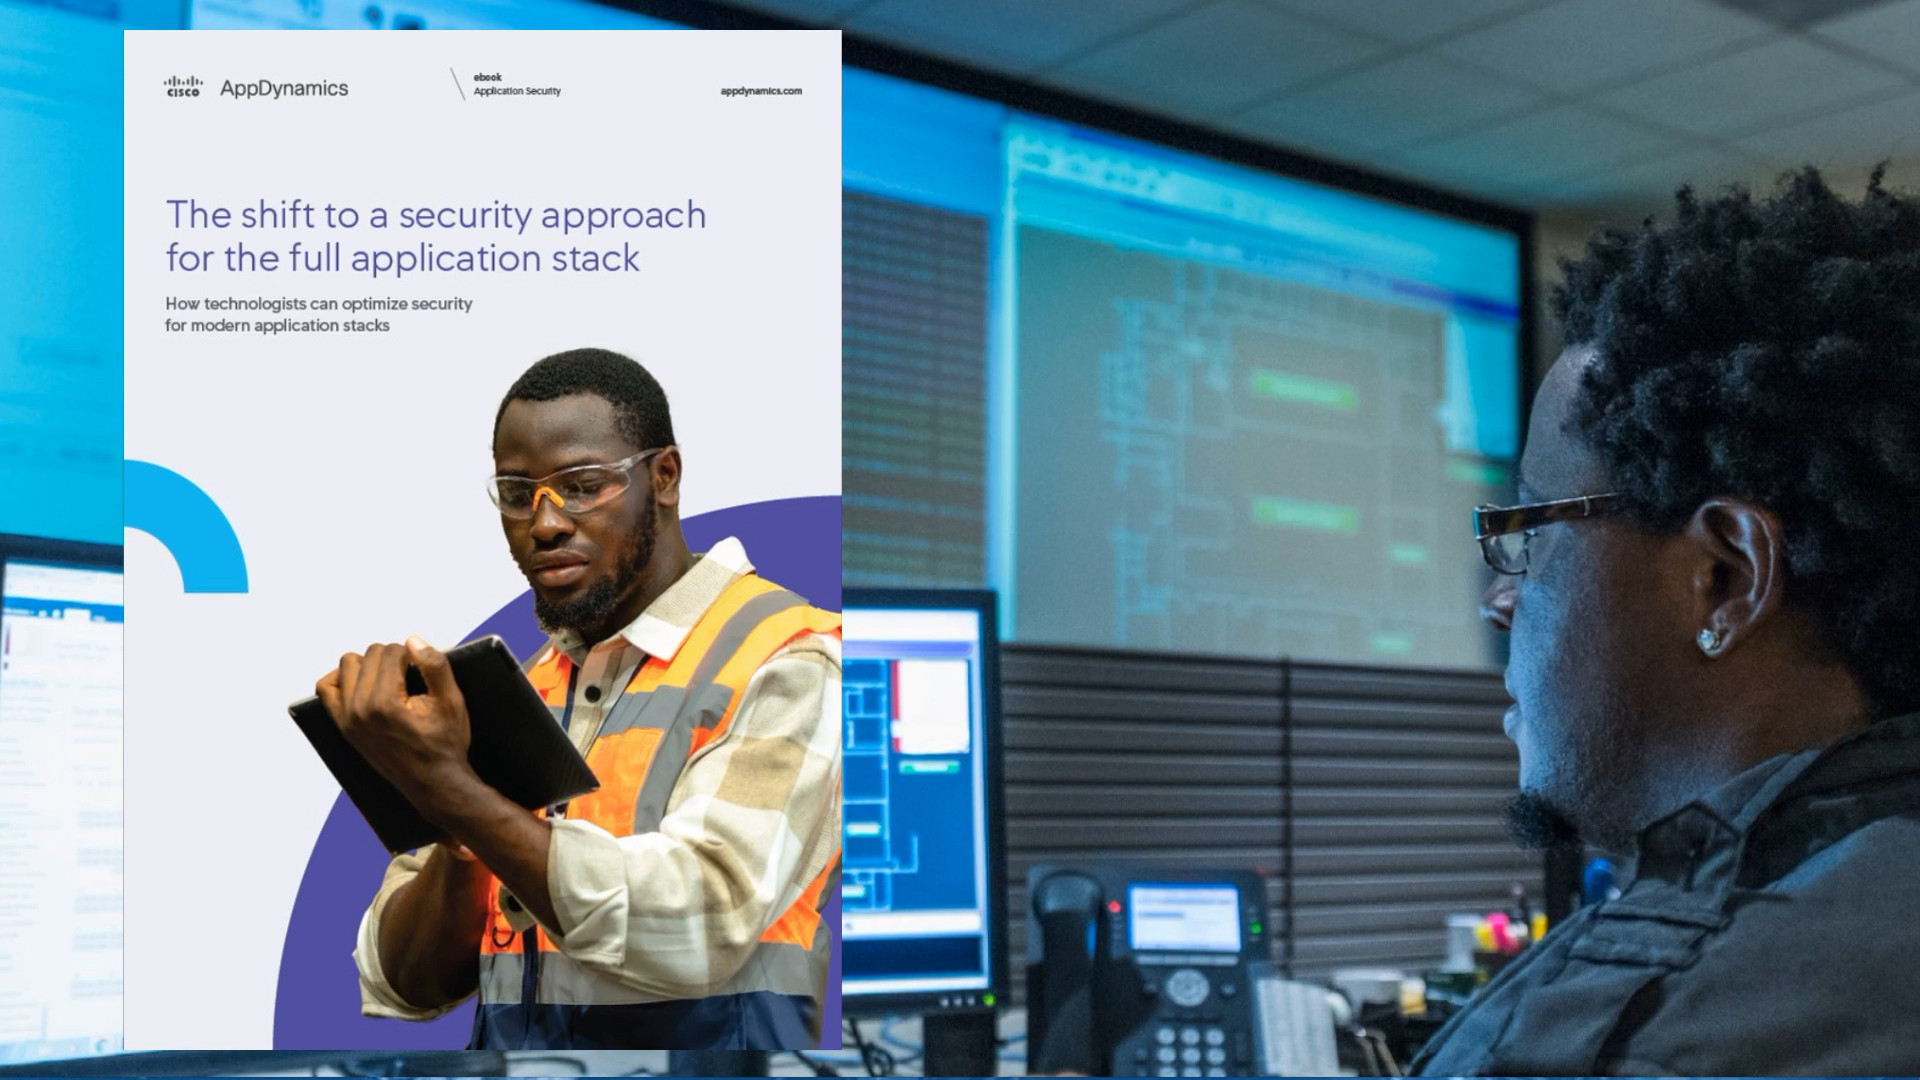 cisco
AppDynamics
ebook
Application Security
appdynamics.com
The shift to a security approach
for the full application stack
How technologists can optimize security
for modern application stacks